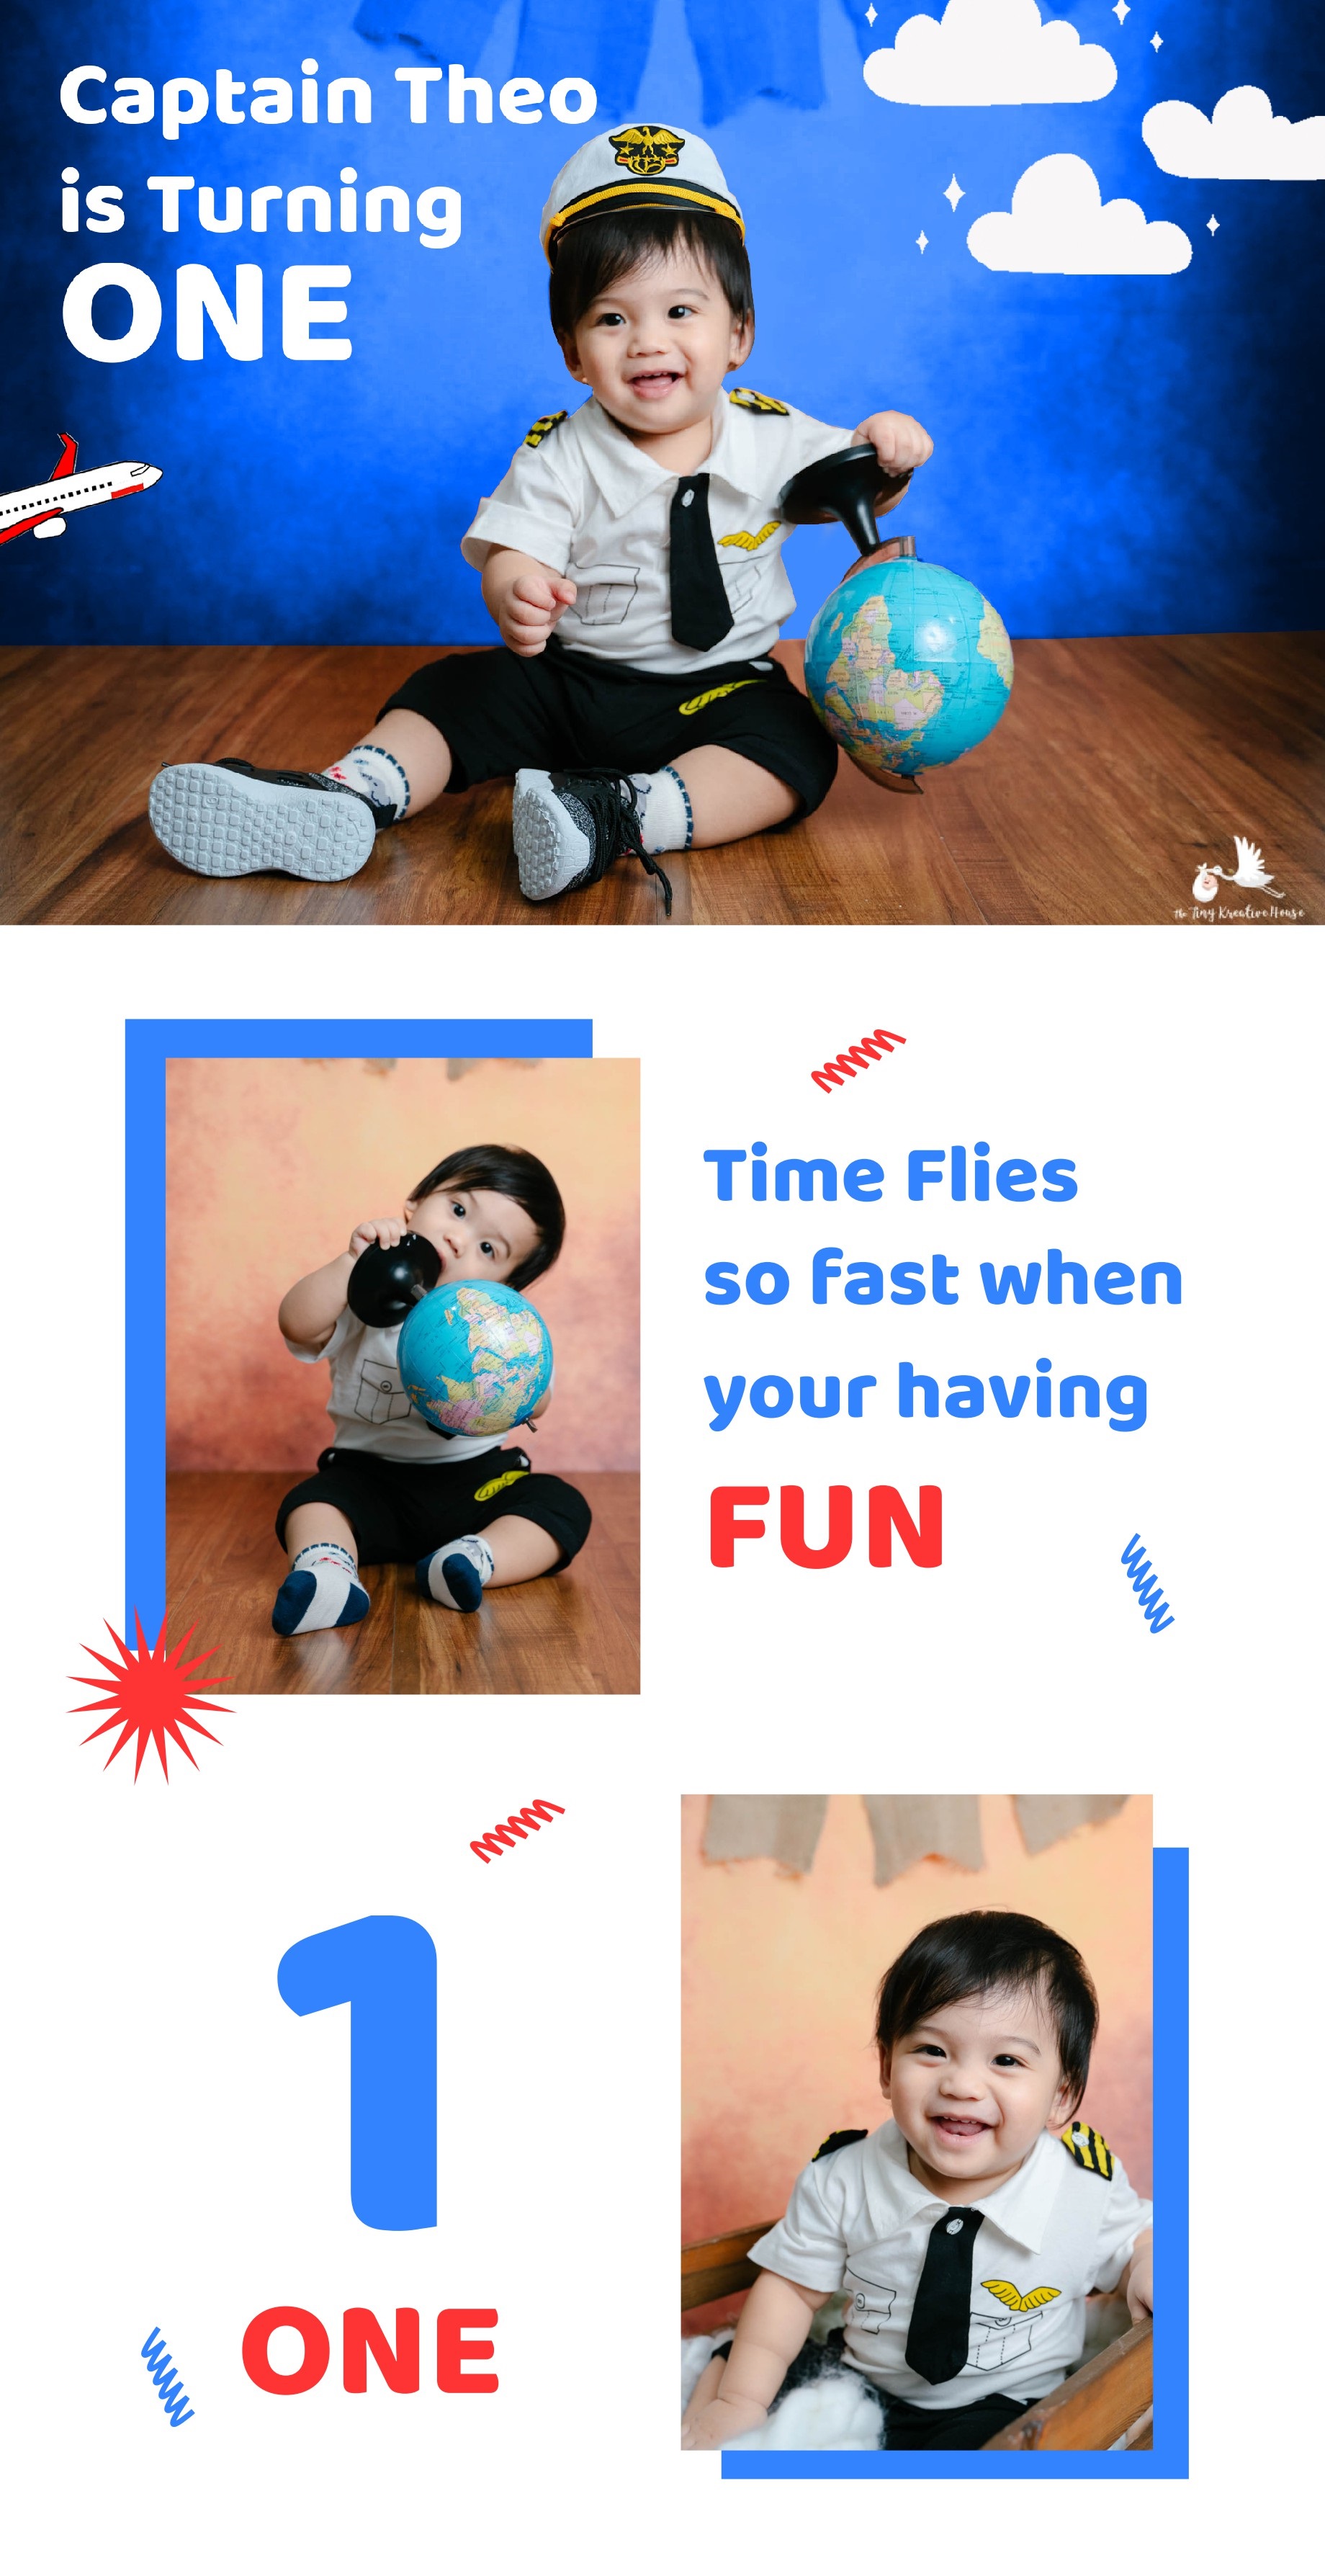 Captain Theo
is Turning
ONE
the Tiny Kreative House
Time Flies
so fast when
your having
FUN
1
ONE